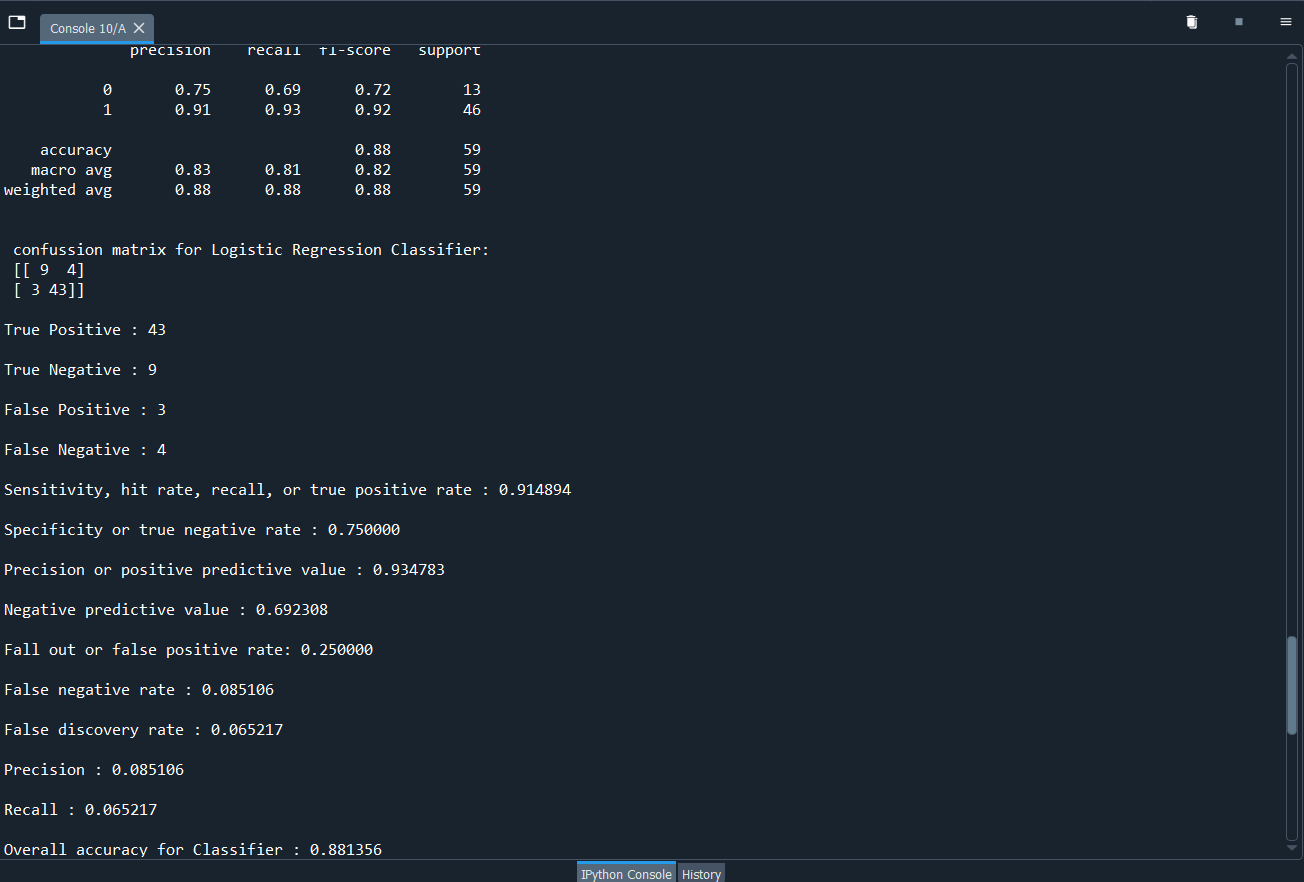 Console 10/A
precision recall f1-score support
0 0.75 0.69 0.72 13
1 0.91 0.93 0.92 46
accuracy 0.88 59
macro avg 0.83 0.81 0.82 59
weighted avg 0.88 0.88 0.88 59
confussion matrix for Logistic Regression Classifier:
[[ 9 4]
[ 3 43]]
True Positive : 43
True Negative : 9
False Positive : 3
False Negative : 4
Sensitivity, hit rate, recall, or true positive rate : 0.914894
Specificity or true negative rate : 0.750000
Precision or positive predictive value : 0.934783
Negative predictive value : 0.692308
Fall out or false positive rate: 0.250000
False negative rate : 0.085106
False discovery rate : 0.065217
Precision : 0.085106
Recall : 0.065217
Overall accuracy for Classifier : 0.881356
IPython Console History